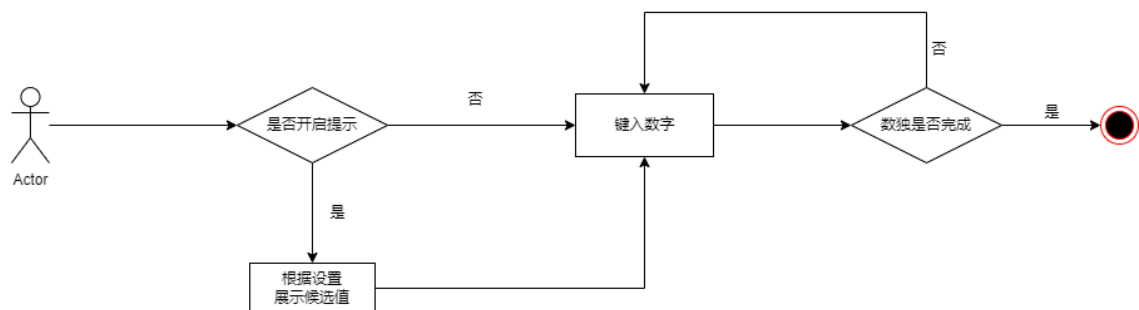 否
否
是否开启提示
键入数字
数独是否完成
是
Actor
是
根据设置
展示候选值